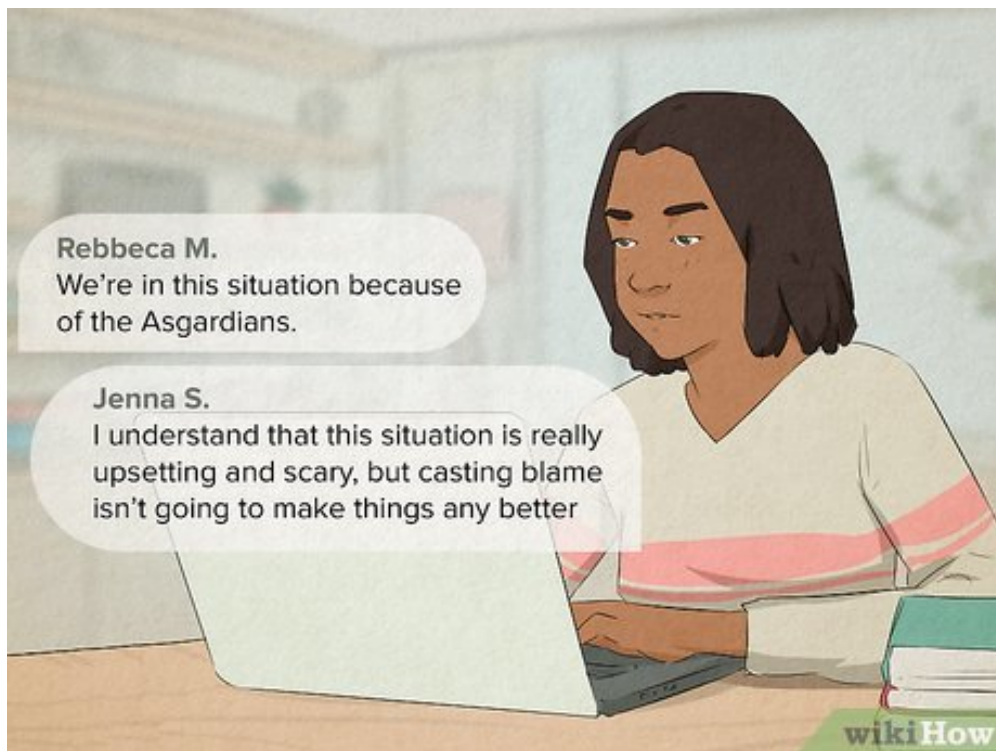 Rebbeca M.
We're in this situation because
of the Asgardians.
Jenna S.
I understand that this situation is really
upsetting and scary, but casting blame
isn't going to make things any better
wikiHow